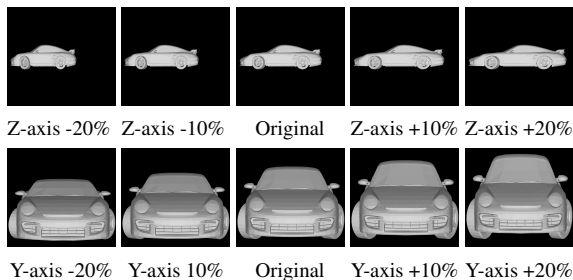 Z-axis -20% Z-axis -10% Original Z-axis +10% Z-axis +20%
Y-axis -20% Y-axis 10% Original Y-axis +10% Y-axis +20%